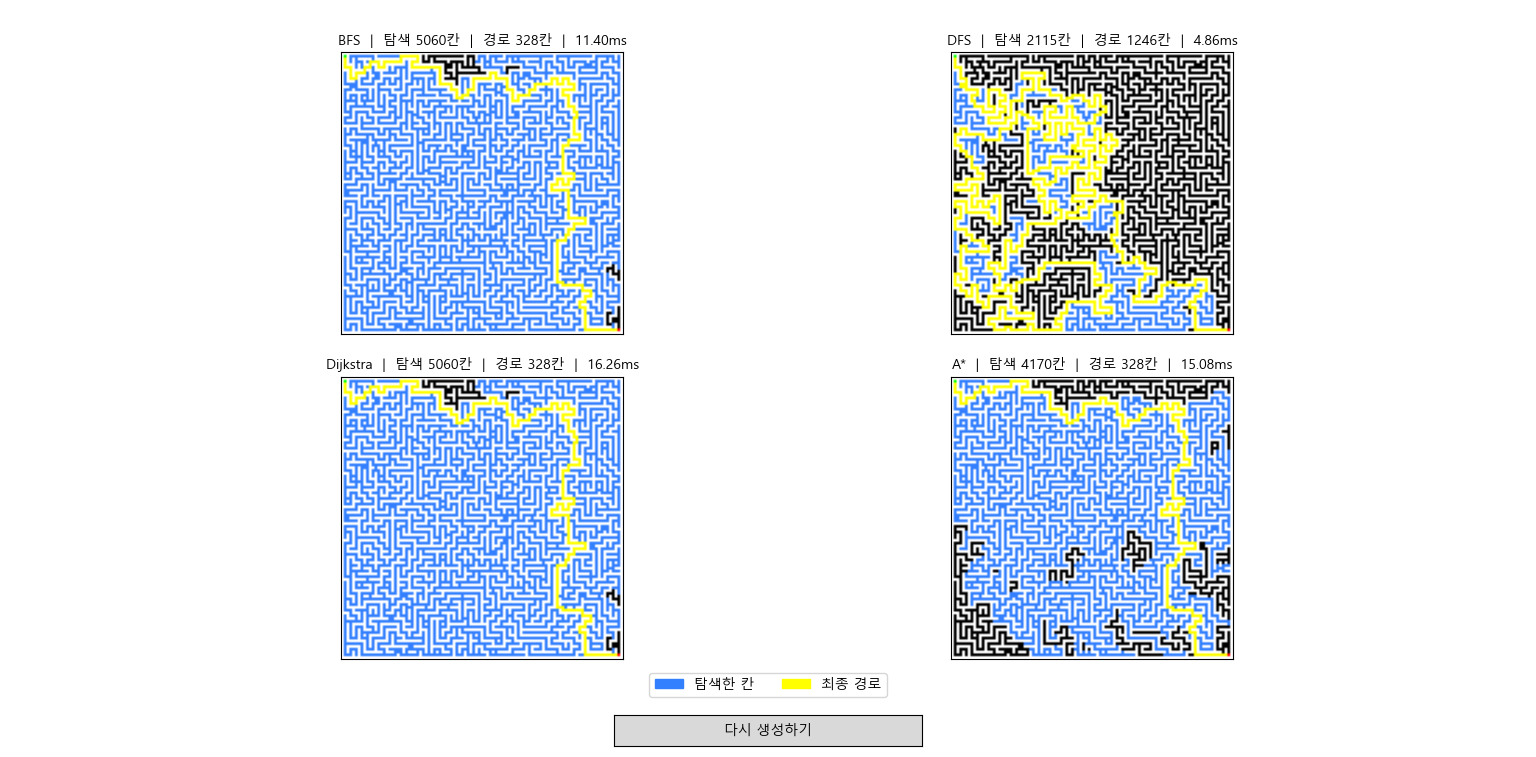 BFS | 탐색 5060칸 | 경로 328칸 | 11.40ms
DFS | 탐색 2115칸 | 경로 1246칸 | 4.86ms
Dijkstra | 탐색 5060칸 | 경로 328칸 | 16.26ms
A* | 탐색 4170칸 | 경로 328칸 | 15.08ms
탐색한 칸
최종 경로
다시 생성하기